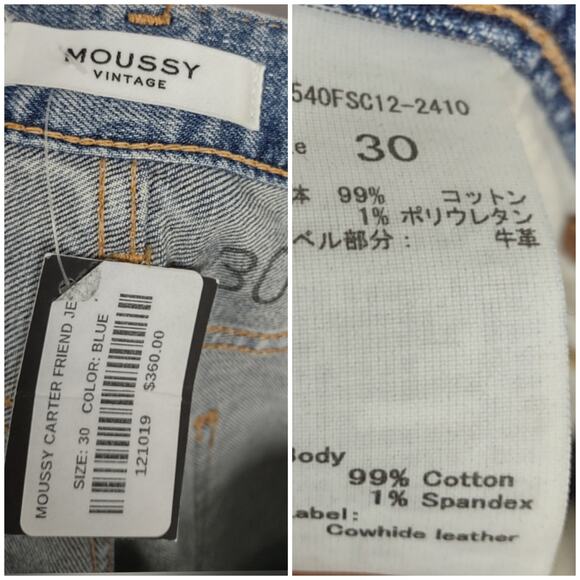 MOUSSY
VINTAGE
30
MOUSSY CARTER FRIEND JE
SIZE: 30 COLOR: BLUE
121019 $360.00
540FSC12-2410
e 30
本 99% コットン
1% ポリウレタン
ベル部分： 牛革
Body
99% Cotton
1% Spandex
abel:
Cowhide leather